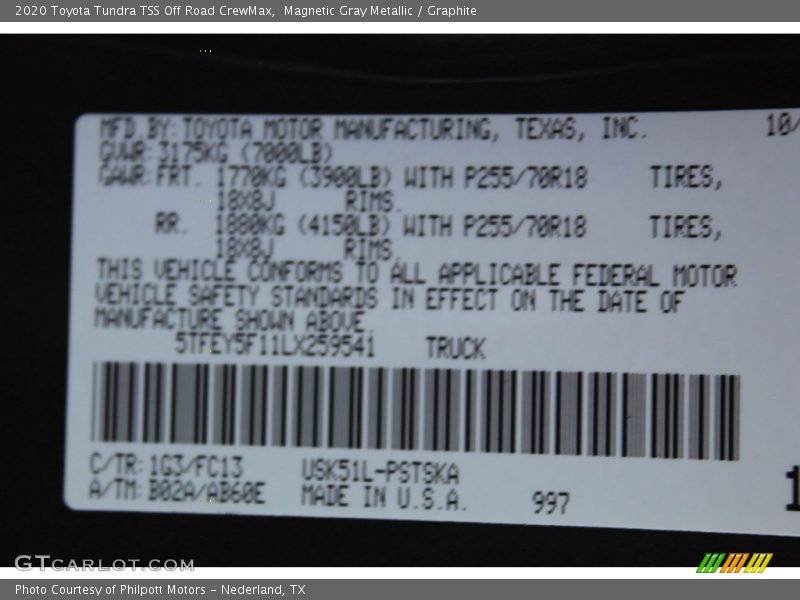 2020 Toyota Tundra TSS Off Road CrewMax,  Magnetic Gray Metallic / Graphite
MFD.BY:TOYOTA MOTOR MANUFACTURING, TEXAS, INC. 10/
GVWR:3175KG (7000LB)
GAWR:FRT. 1770KG (3900LB) WITH P255/70R18 TIRES,
18X8J RIMS.
RR. 1880KG (4150LB) WITH P255/70R18 TIRES,
18X8J RIMS.
THIS VEHICLE CONFORMS TO ALL APPLICABLE FEDERAL MOTOR
VEHICLE SAFETY STANDARDS IN EFFECT ON THE DATE OF
MANUFACTURE SHOWN ABOVE.
5TFEY5F11LX259541 TRUCK
C/TR:1G3/FC13 USK51L-PSTSKA
A/TM:B02A/AB60E MADE IN U.S.A. 997 1
GTCARLOT.COM
Photo Courtesy of Philpott Motors - Nederland, TX